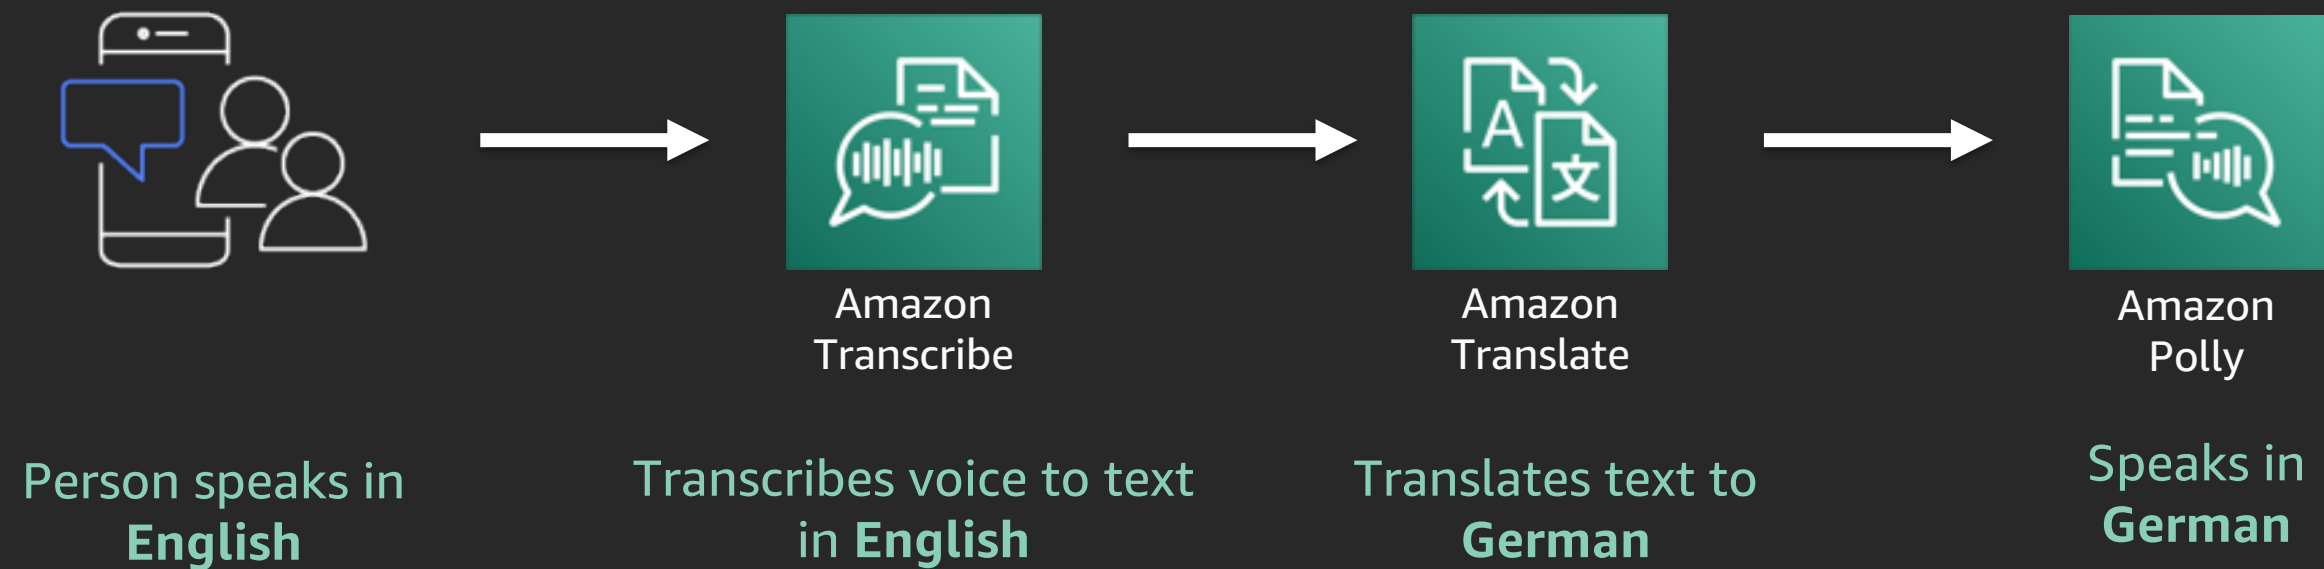 A
文
Amazon
Transcribe
Amazon
Translate
Amazon
Polly
Person speaks in
English
Transcribes voice to text
in English
Translates text to
German
Speaks in
German